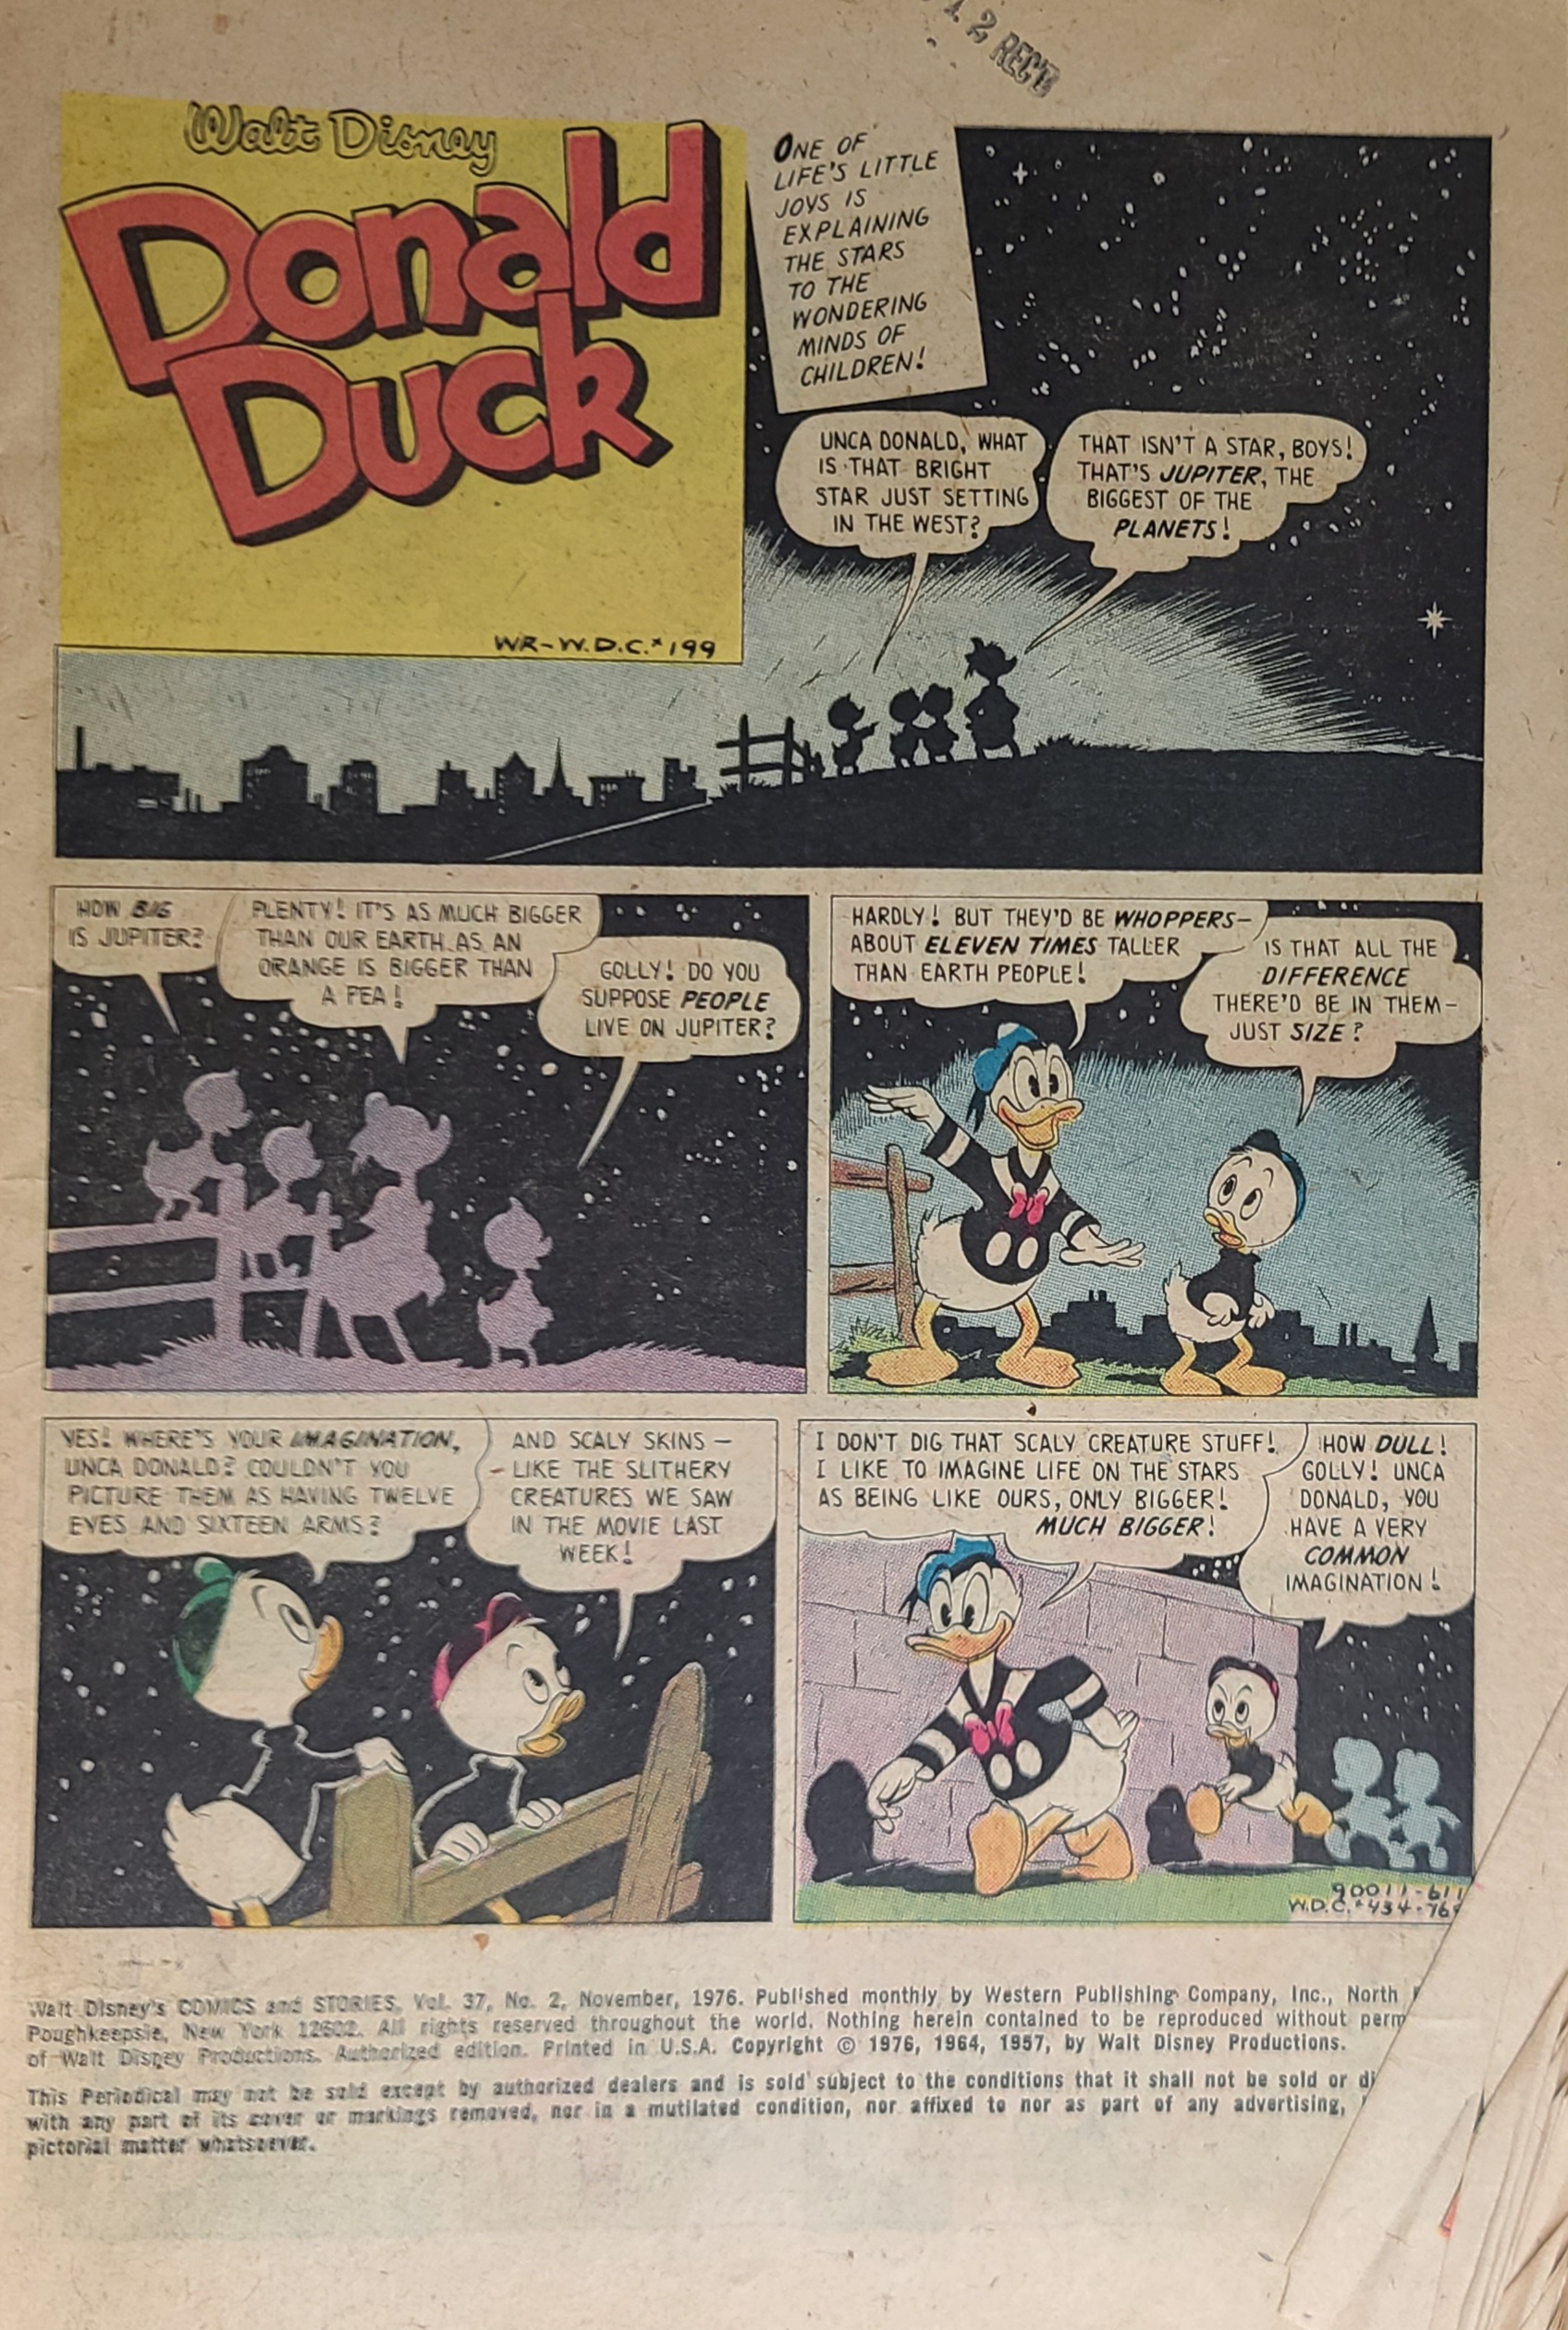 12 REC'D
Walt Disney
Donald
Duck
WR-W.D.C.*199
ONE OF
LIFE'S LITTLE
JOYS IS
EXPLAINING
THE STARS
TO THE
WONDERING
MINDS OF
CHILDREN!
UNCA DONALD, WHAT
IS THAT BRIGHT
STAR JUST SETTING
IN THE WEST?
THAT ISN'T A STAR, BOYS!
THAT'S JUPITER, THE
BIGGEST OF THE
PLANETS!
HOW BIG
IS JUPITER?
PLENTY! IT'S AS MUCH BIGGER
THAN OUR EARTH AS AN
ORANGE IS BIGGER THAN
A PEA!
GOLLY! DO YOU
SUPPOSE PEOPLE
LIVE ON JUPITER?
HARDLY! BUT THEY'D BE WHOPPERS-
ABOUT ELEVEN TIMES TALLER
THAN EARTH PEOPLE!
IS THAT ALL THE
DIFFERENCE
THERE'D BE IN THEM-
JUST SIZE?
YES! WHERE'S YOUR IMAGINATION,
UNCA DONALD? COULDN'T YOU
PICTURE THEM AS HAVING TWELVE
EYES AND SIXTEEN ARMS?
AND SCALY SKINS-
LIKE THE SLITHERY
CREATURES WE SAW
IN THE MOVIE LAST
WEEK!
I DON'T DIG THAT SCALY CREATURE STUFF!
I LIKE TO IMAGINE LIFE ON THE STARS
AS BEING LIKE OURS, ONLY BIGGER!
MUCH BIGGER!
HOW DULL!
GOLLY! UNCA
DONALD, YOU
HAVE A VERY
COMMON
IMAGINATION!
90011-611
W.D.C.*434-76
Walt Disney's COMICS and STORIES, Vol. 37, No. 2, November, 1976. Published monthly by Western Publishing Company, Inc., North
Poughkeepsie, New York 12602. All rights reserved throughout the world. Nothing herein contained to be reproduced without perm
of Walt Disney Productions. Authorized edition. Printed in U.S.A. Copyright © 1976, 1964, 1957, by Walt Disney Productions.
This Periodical may not be sold except by authorized dealers and is sold subject to the conditions that it shall not be sold or di
with any part of its cover or markings removed, nor in a mutilated condition, nor affixed to nor as part of any advertising,
pictorial matter whatsoever.